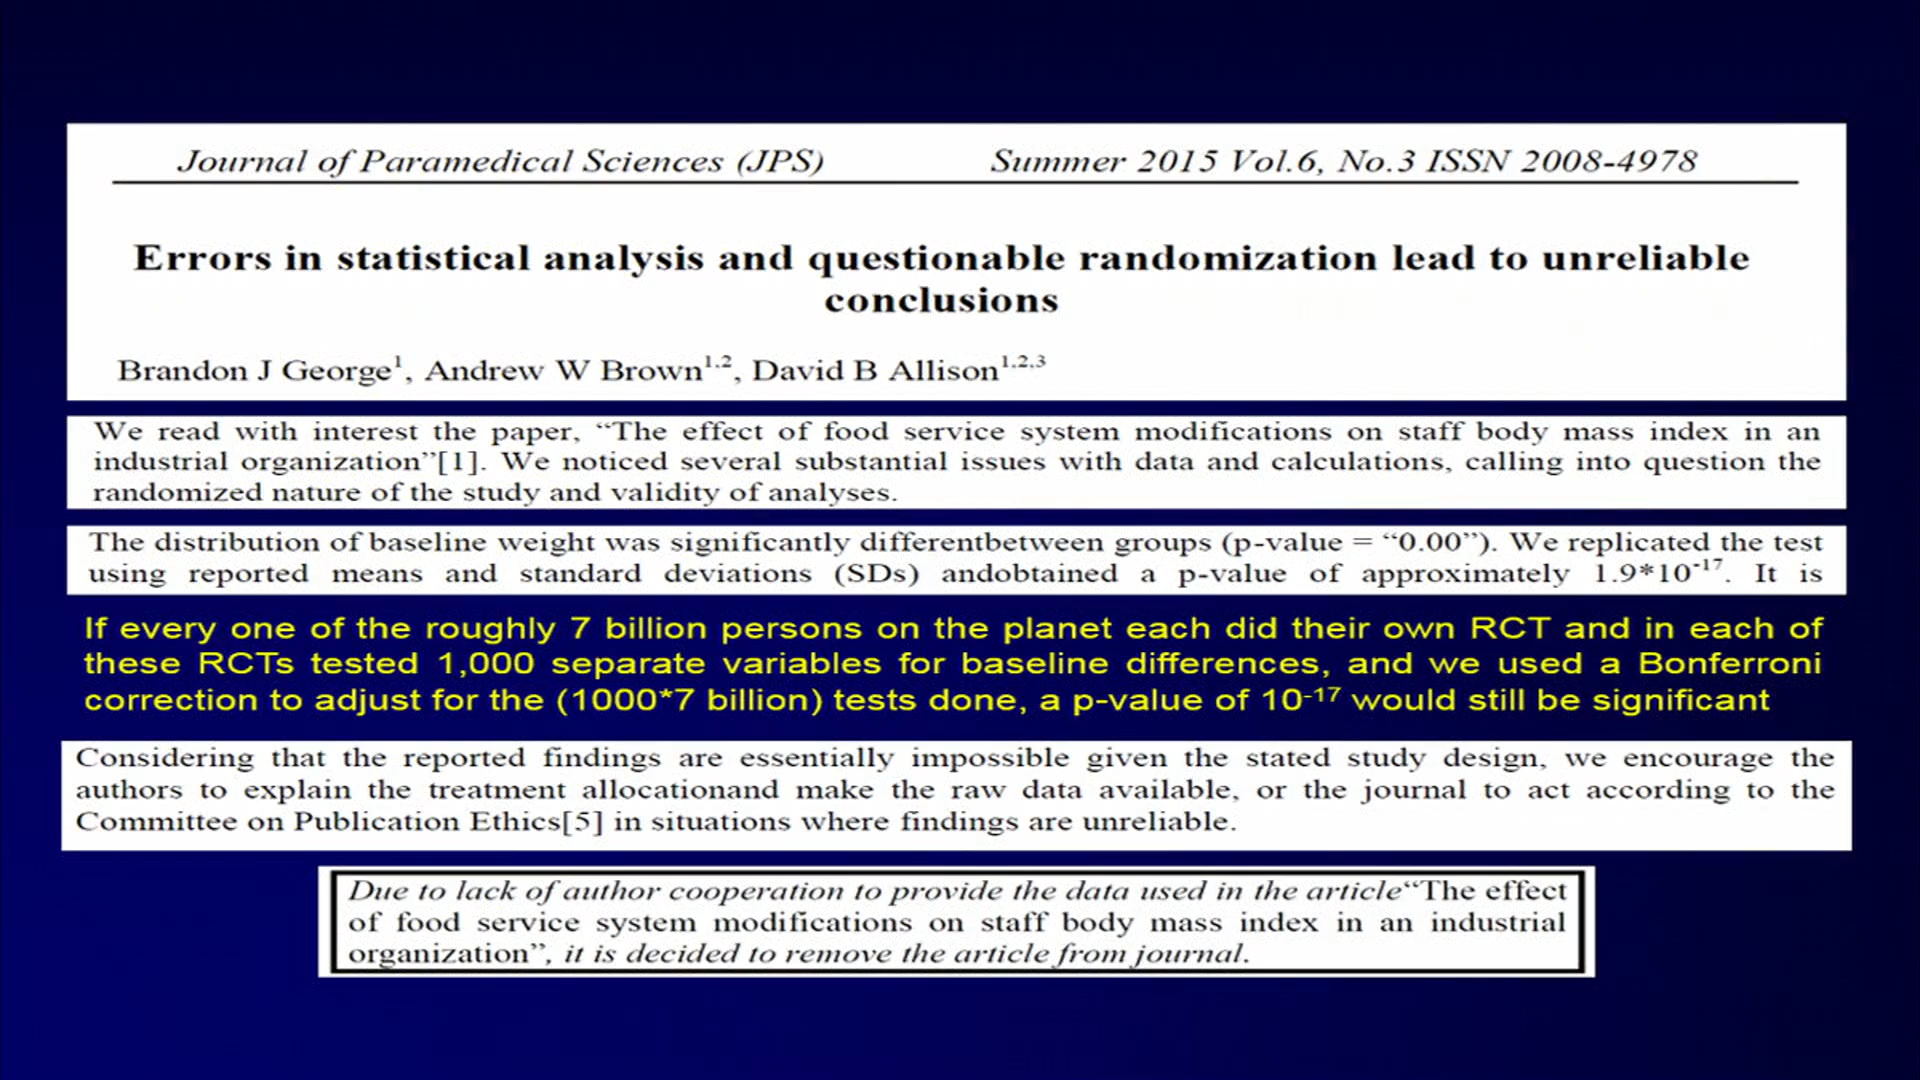 Journal of Paramedical Sciences (JPS) Summer 2015 Vol.6, No.3 ISSN 2008-4978
Errors in statistical analysis and questionable randomization lead to unreliable
conclusions
Brandon J George1, Andrew W Brown1,2, David B Allison1,2,3
We read with interest the paper, “The effect of food service system modifications on staff body mass index in an
industrial organization”[1]. We noticed several substantial issues with data and calculations, calling into question the
randomized nature of the study and validity of analyses.
The distribution of baseline weight was significantly differentbetween groups (p-value = “0.00”). We replicated the test
using reported means and standard deviations (SDs) andobtained a p-value of approximately 1.9*10-17. It is
If every one of the roughly 7 billion persons on the planet each did their own RCT and in each of
these RCTs tested 1,000 separate variables for baseline differences, and we used a Bonferroni
correction to adjust for the (1000*7 billion) tests done, a p-value of 10-17 would still be significant
Considering that the reported findings are essentially impossible given the stated study design, we encourage the
authors to explain the treatment allocationand make the raw data available, or the journal to act according to the
Committee on Publication Ethics[5] in situations where findings are unreliable.
Due to lack of author cooperation to provide the data used in the article“The effect
of food service system modifications on staff body mass index in an industrial
organization”, it is decided to remove the article from journal.